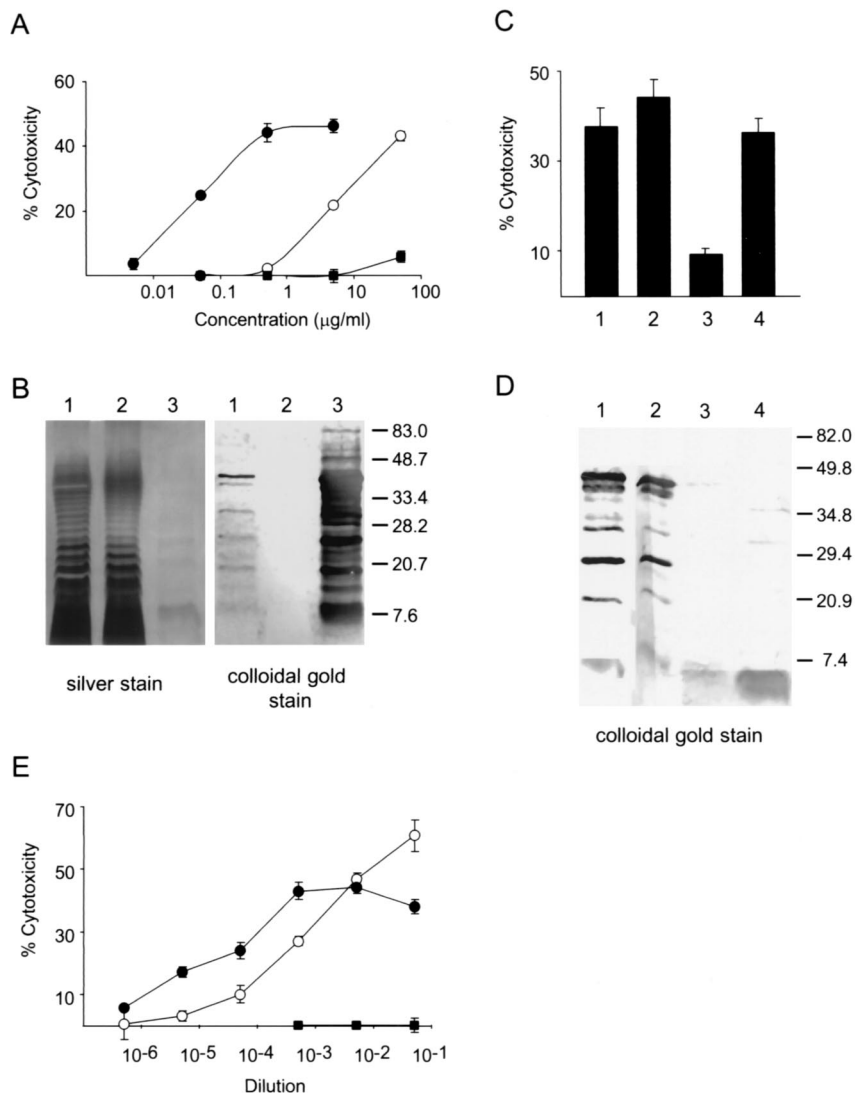 A
60
40
20
% Cytotoxicity
0.01 0.1 1 10 100
Concentration (µg/ml)
C
50
30
10
% Cytotoxicity
1 2 3 4
B
1 2 3 1 2 3
83.0
48.7
33.4
28.2
20.7
7.6
silver stain
colloidal gold
stain
D
1 2 3 4
82.0
49.8
34.8
29.4
20.9
7.4
colloidal gold stain
E
70
50
30
10
% Cytotoxicity
10-6 10-5 10-4 10-3 10-2 10-1
Dilution